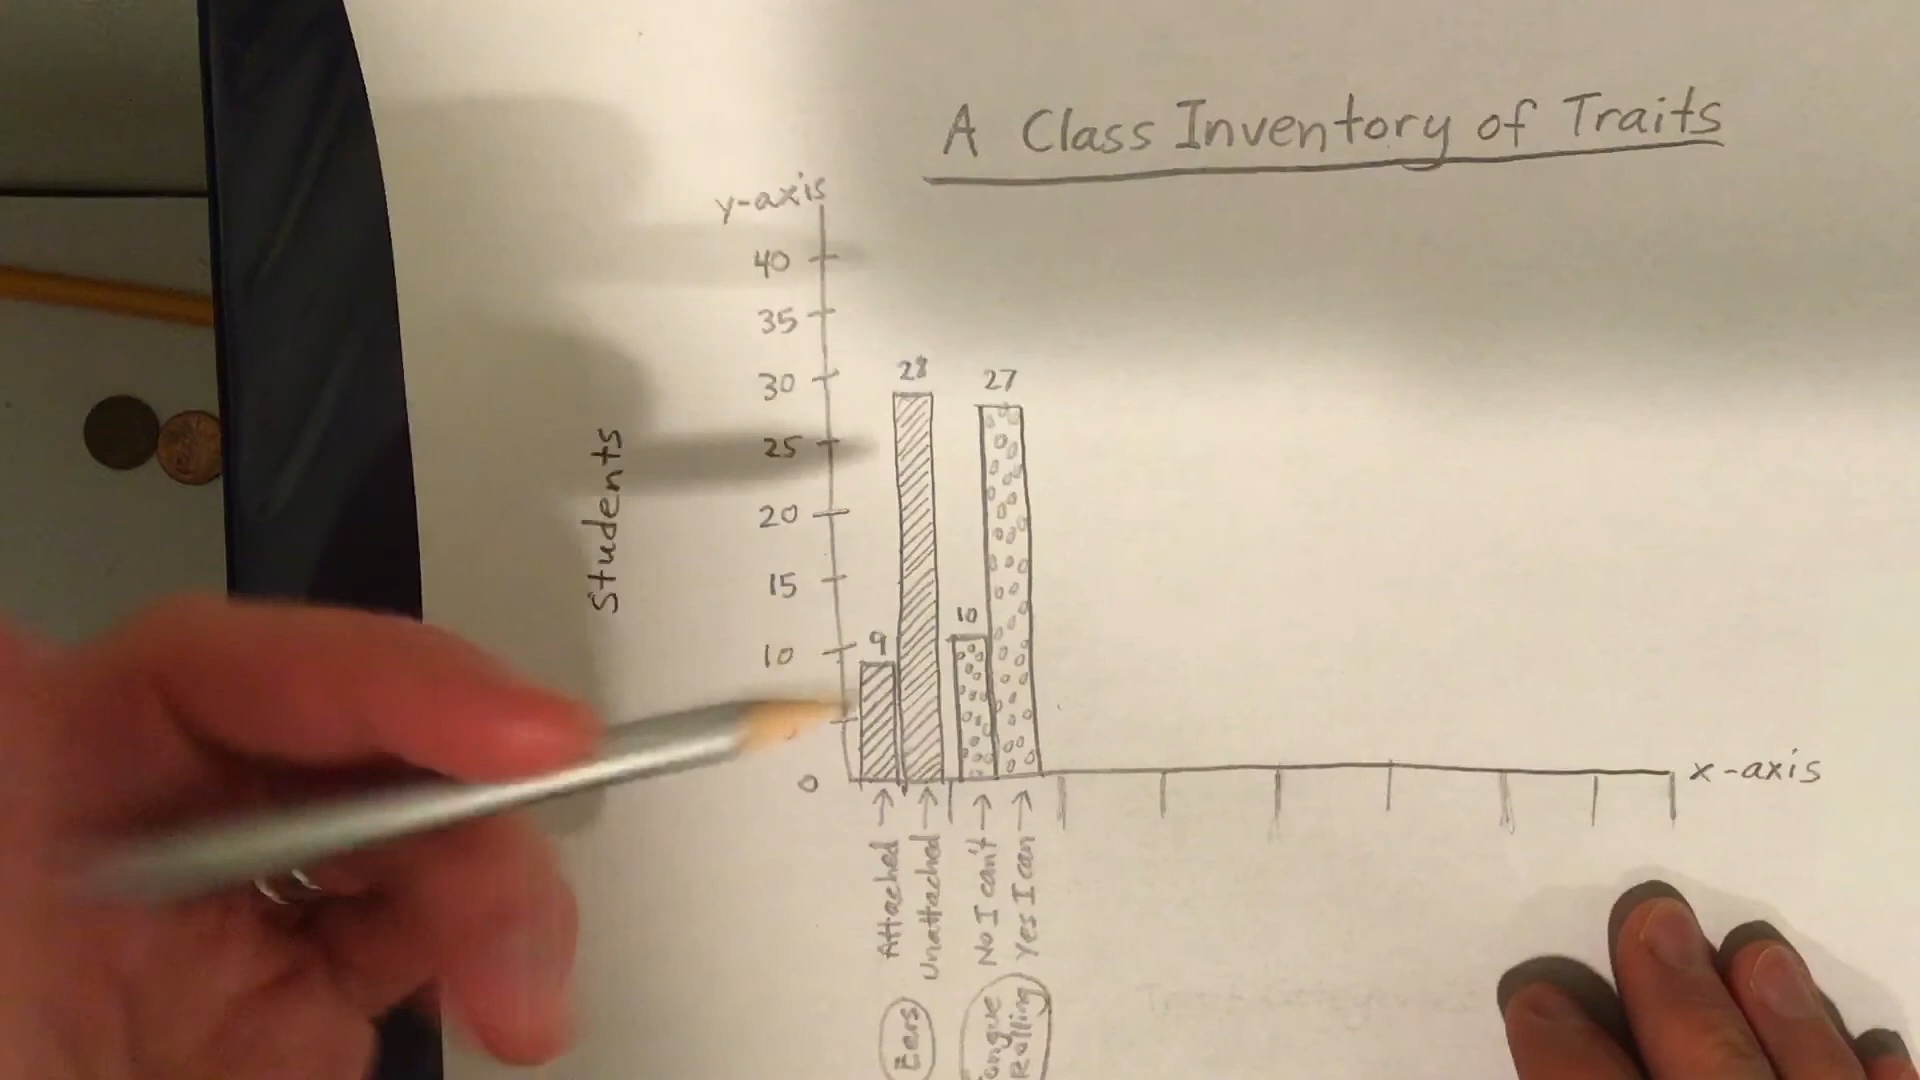 A Class Inventory of Traits
y-axis
40
35
30
25
20
15
10
0
Students
9
28
10
27
x-axis
Attached →
Unattached →
No I can't →
Yes I can →
Ears
Rolling